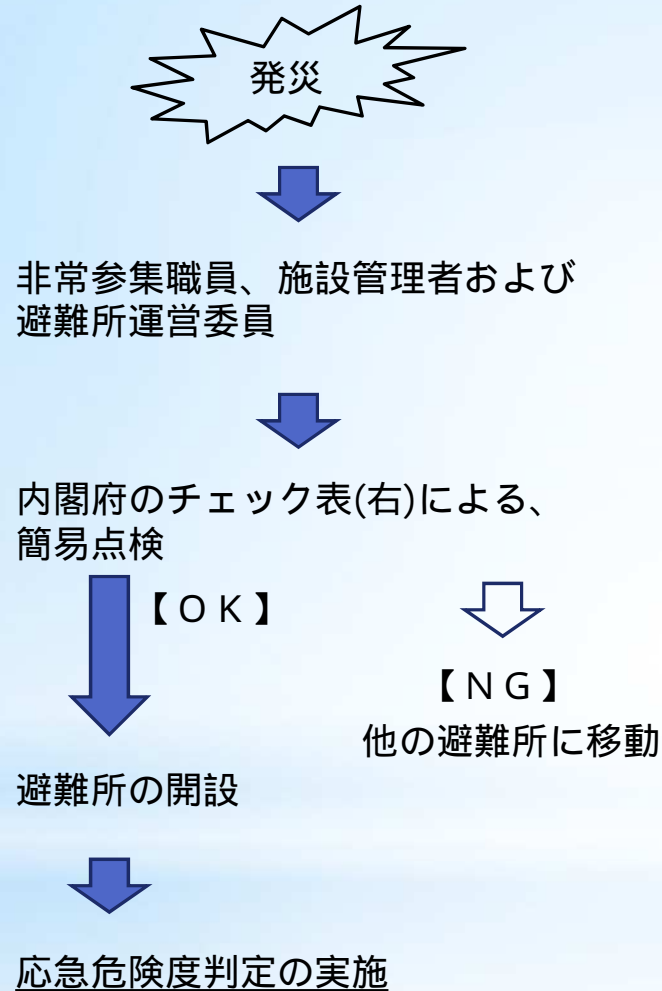 発災
非常参集職員、施設管理者および
避難所運営委員
内閣府のチェック表(右)による、
簡易点検
【ＯＫ】
【ＮＧ】
他の避難所に移動
避難所の開設
応急危険度判定の実施